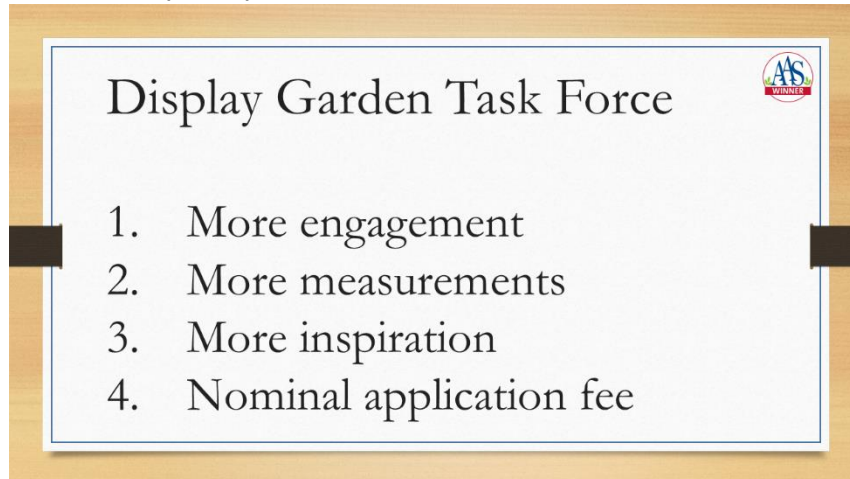 Display Garden Task Force
AAS
WINNER
1. More engagement
2. More measurements
3. More inspiration
4. Nominal application fee